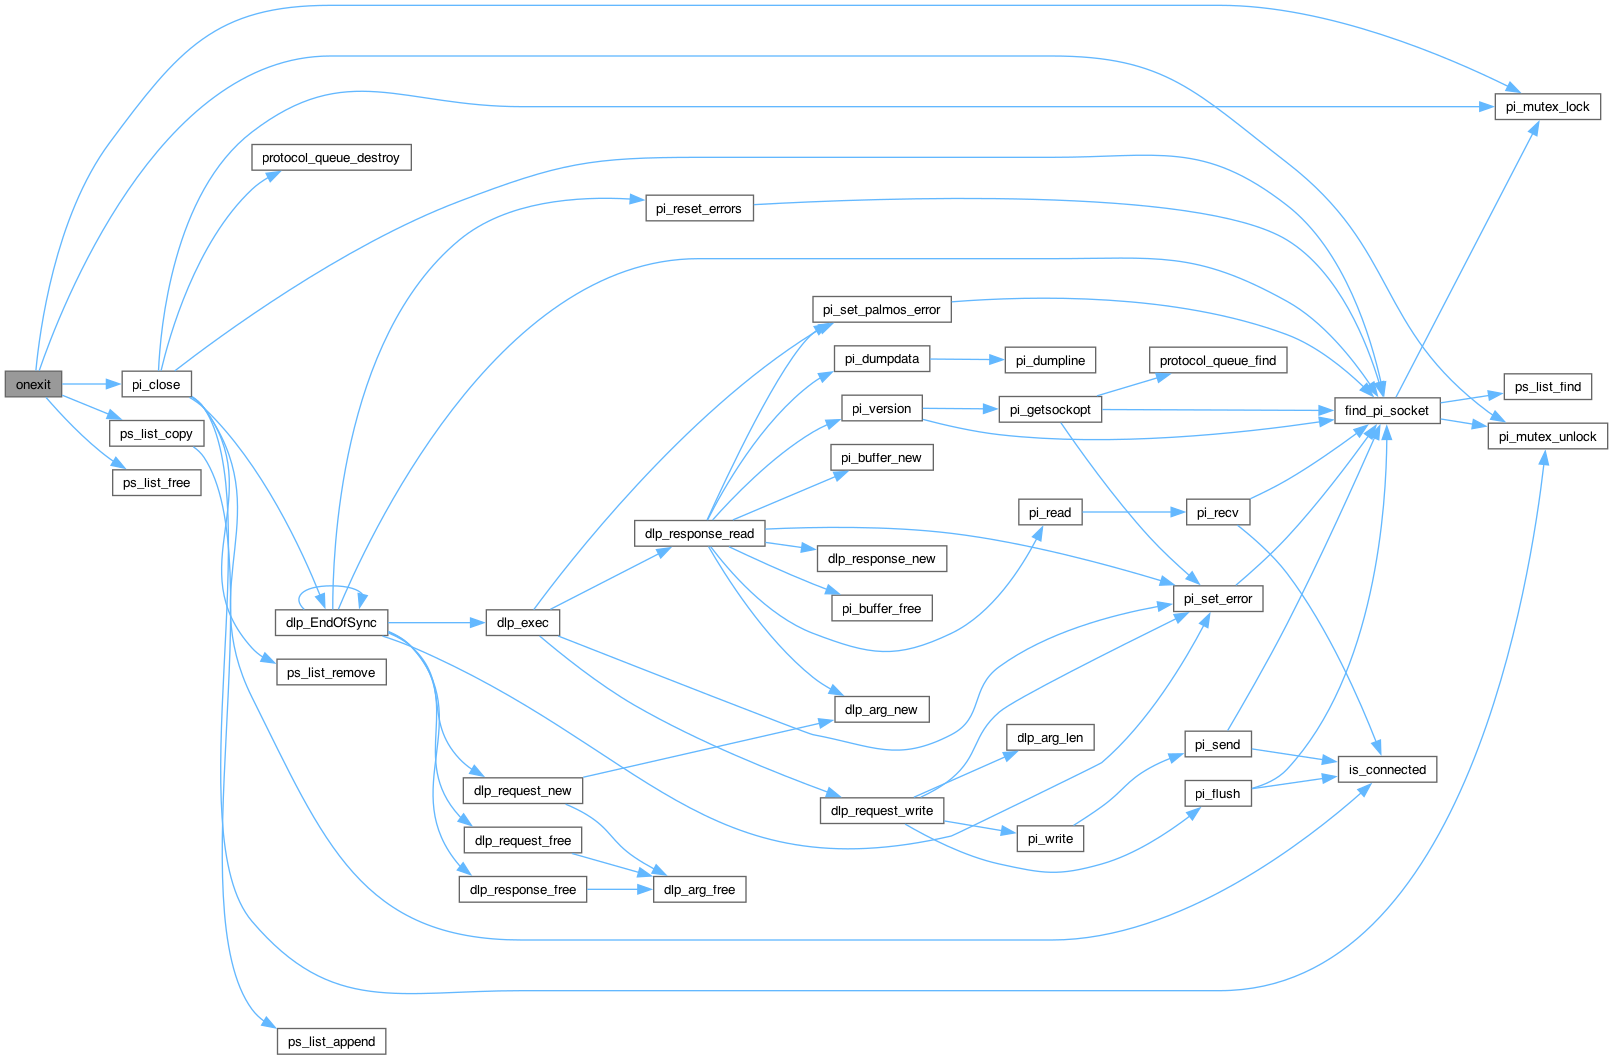 pi_mutex_lock
protocol_queue_destroy
pi_reset_errors
pi_set_palmos_error
pi_dumpdata
pi_dumpline
protocol_queue_find
onexit
pi_close
ps_list_find
pi_version
pi_getsockopt
find_pi_socket
ps_list_copy
pi_mutex_unlock
pi_buffer_new
ps_list_free
pi_read
pi_recv
dlp_response_read
dlp_response_new
pi_set_error
pi_buffer_free
dlp_EndOfSync
dlp_exec
ps_list_remove
dlp_arg_new
dlp_arg_len
pi_send
is_connected
dlp_request_new
pi_flush
dlp_request_write
pi_write
dlp_request_free
dlp_response_free
dlp_arg_free
ps_list_append